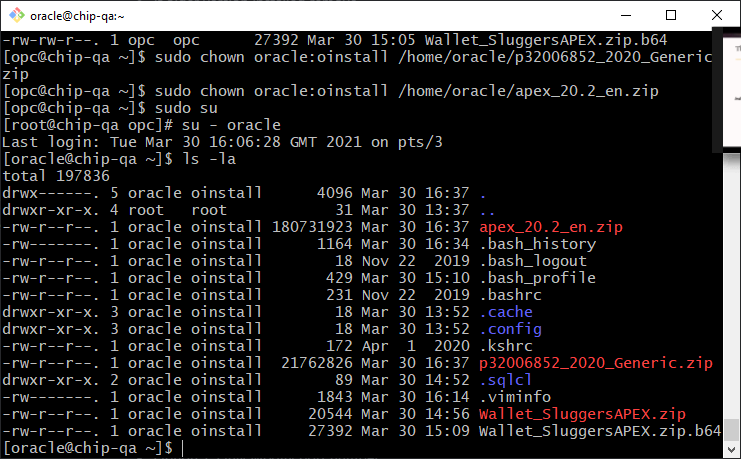 oracle@chip-qa:~
-rw-rw-r--. 1 opc  opc      27392 Mar 30 15:05 Wallet_SluggersAPEX.zip.b64
[opc@chip-qa ~]$ sudo chown oracle:oinstall /home/oracle/p32006852_2020_Generic
zip
[opc@chip-qa ~]$ sudo chown oracle:oinstall /home/oracle/apex_20.2_en.zip
[opc@chip-qa ~]$ sudo su
[root@chip-qa opc]# su - oracle
Last login: Tue Mar 30 16:06:28 GMT 2021 on pts/3
[oracle@chip-qa ~]$ ls -la
total 197836
drwx------. 5 oracle oinstall      4096 Mar 30 16:37 .
drwxr-xr-x. 4 root   root            31 Mar 30 13:37 ..
-rw-r--r--. 1 oracle oinstall 180731923 Mar 30 16:37 apex_20.2_en.zip
-rw-------. 1 oracle oinstall      1164 Mar 30 16:34 .bash_history
-rw-r--r--. 1 oracle oinstall        18 Nov 22  2019 .bash_logout
-rw-r--r--. 1 oracle oinstall       429 Mar 30 15:10 .bash_profile
-rw-r--r--. 1 oracle oinstall       231 Nov 22  2019 .bashrc
drwxr-xr-x. 3 oracle oinstall        18 Mar 30 13:52 .cache
drwxr-xr-x. 3 oracle oinstall        18 Mar 30 13:52 .config
-rw-r--r--. 1 oracle oinstall       172 Apr  1  2020 .kshrc
-rw-r--r--. 1 oracle oinstall  21762826 Mar 30 16:37 p32006852_2020_Generic.zip
drwxr-xr-x. 2 oracle oinstall        89 Mar 30 14:52 .sqlcl
-rw-------. 1 oracle oinstall      1843 Mar 30 16:14 .viminfo
-rw-r--r--. 1 oracle oinstall     20544 Mar 30 14:56 Wallet_SluggersAPEX.zip
-rw-r--r--. 1 oracle oinstall     27392 Mar 30 15:09 Wallet_SluggersAPEX.zip.b64
[oracle@chip-qa ~]$